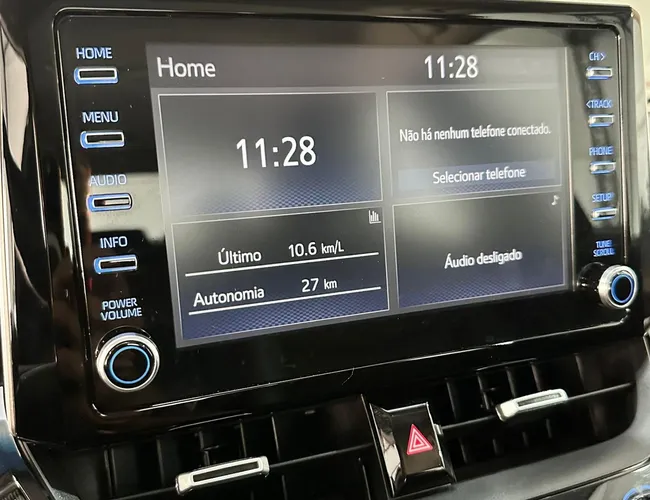 HOME
MENU
AUDIO
INFO
POWER
VOLUME
Home 11:28
11:28
Não há nenhum telefone conectado.
Selecionar telefone
Último 10.6 km/L
Autonomia 27 km
Áudio desligado
CH>
<TRACK
PHONE
SETUP
TUNE/
SCROLL